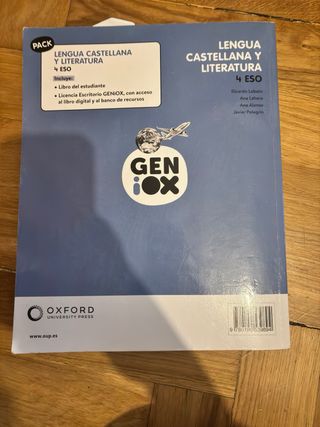 PACK
LENGUA CASTELLANA
Y LITERATURA
4 ESO
Incluye:
• Libro del estudiante
• Licencia Escritorio GENiOX, con acceso
al libro digital y al banco de recursos
LENGUA
CASTELLANA Y
LITERATURA
4 ESO
Ricardo Lobato
Ana Lahera
Ana Alonso
Javier Pelegrín
GEN
iOX
OXFORD
UNIVERSITY PRESS
www.oup.es